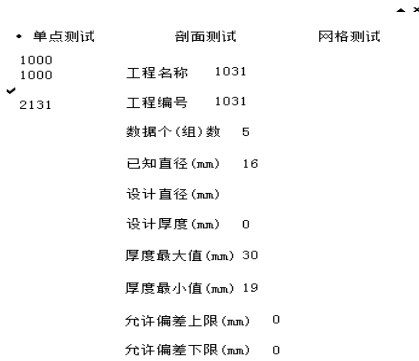 • 单点测试 剖面测试 网格测试
1000
1000
2131
工程名称 1031
工程编号 1031
数据个(组)数 5
已知直径(mm) 16
设计直径(mm)
设计厚度(mm) 0
厚度最大值(mm) 30
厚度最小值(mm) 19
允许偏差上限(mm) 0
允许偏差下限(mm) 0